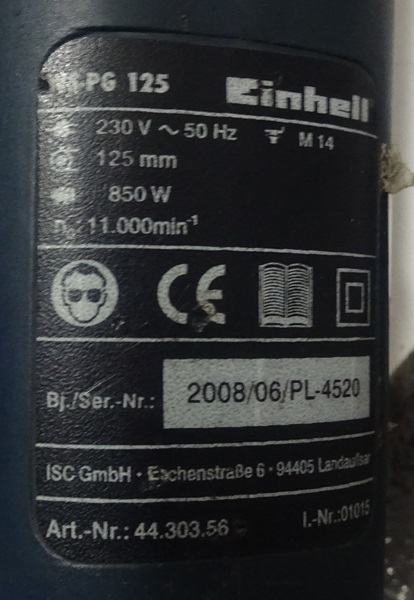 PG 125 Einhell
230 V ~ 50 Hz M 14
125 mm
850 W
n₀ 11.000min⁻¹
CE
Bj./Ser.-Nr.: 2008/06/PL-4520
ISC GmbH · Eschenstraße 6 · 94405 Landau/Isar
Art.-Nr.: 44.303.56 I.-Nr.:01015